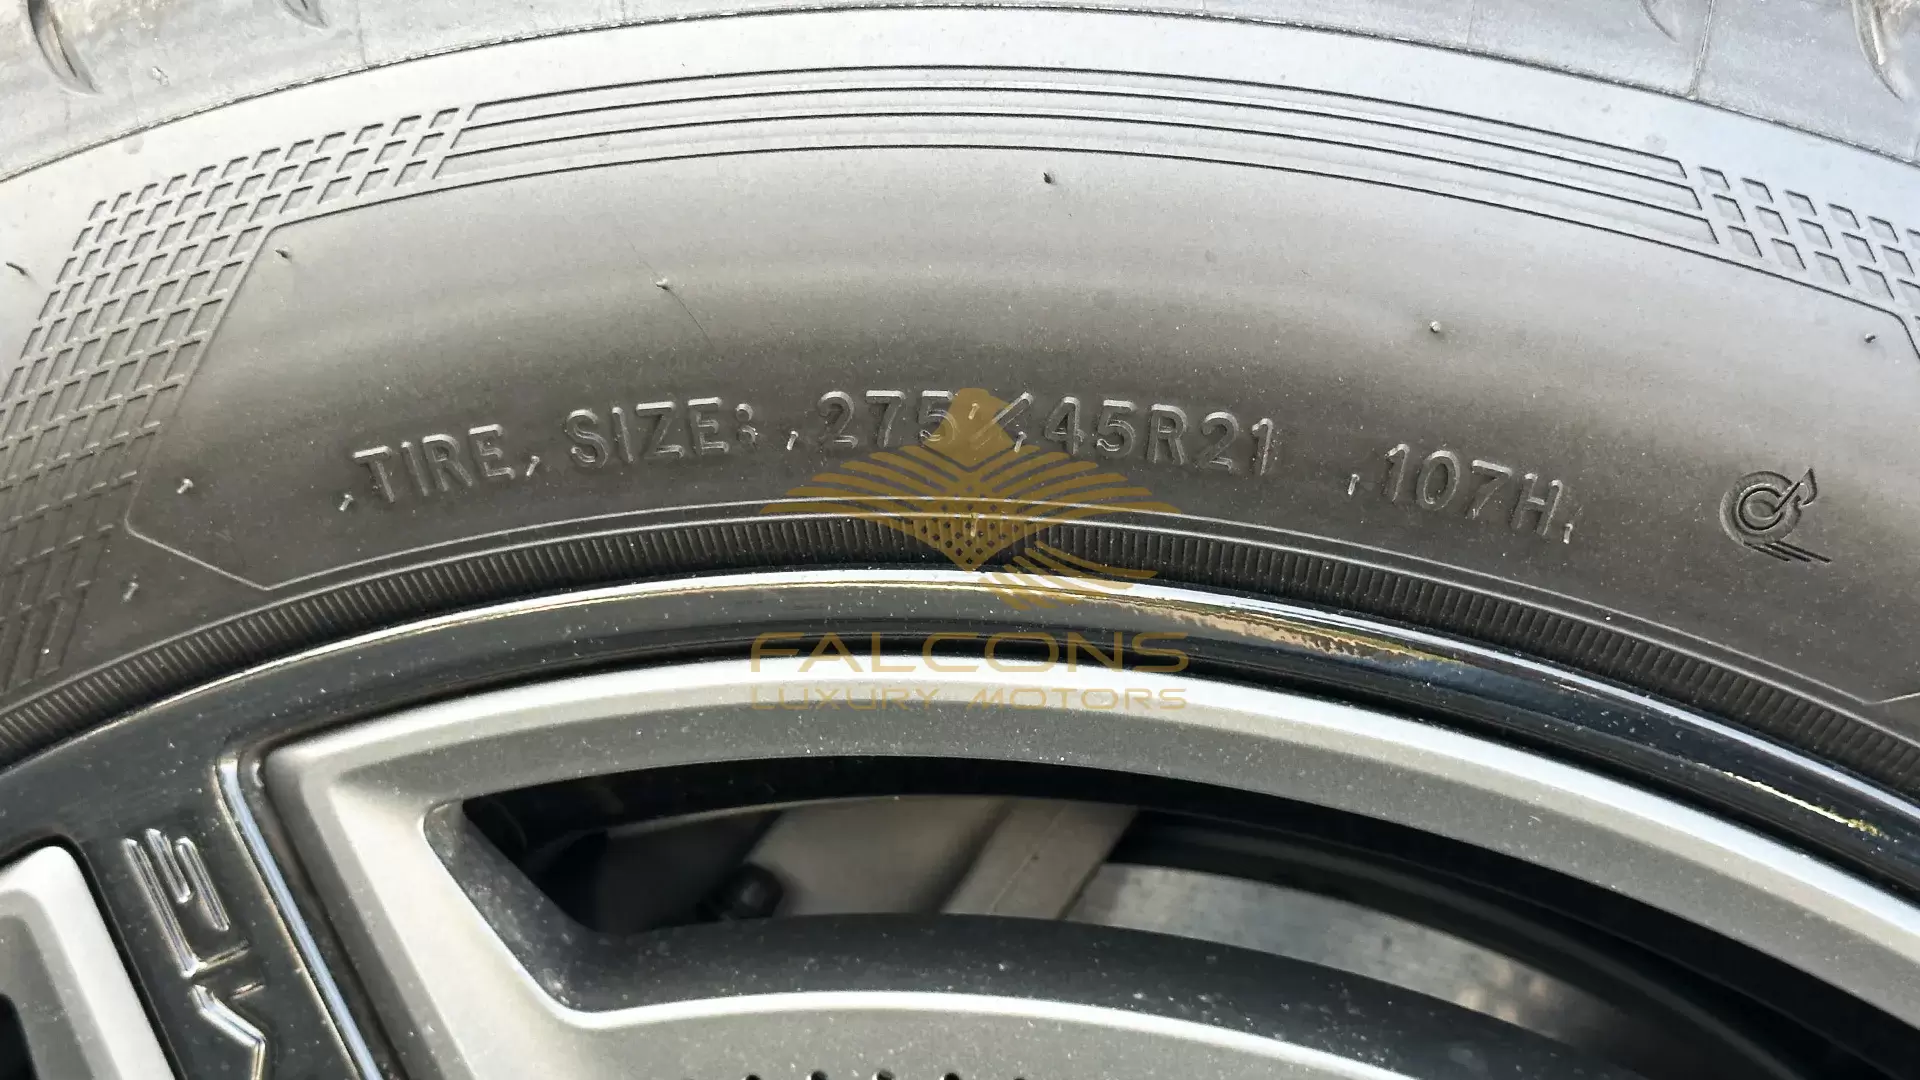 TIRE SIZE: 275/45R21 107H
FALCONS
LUXURY MOTORS